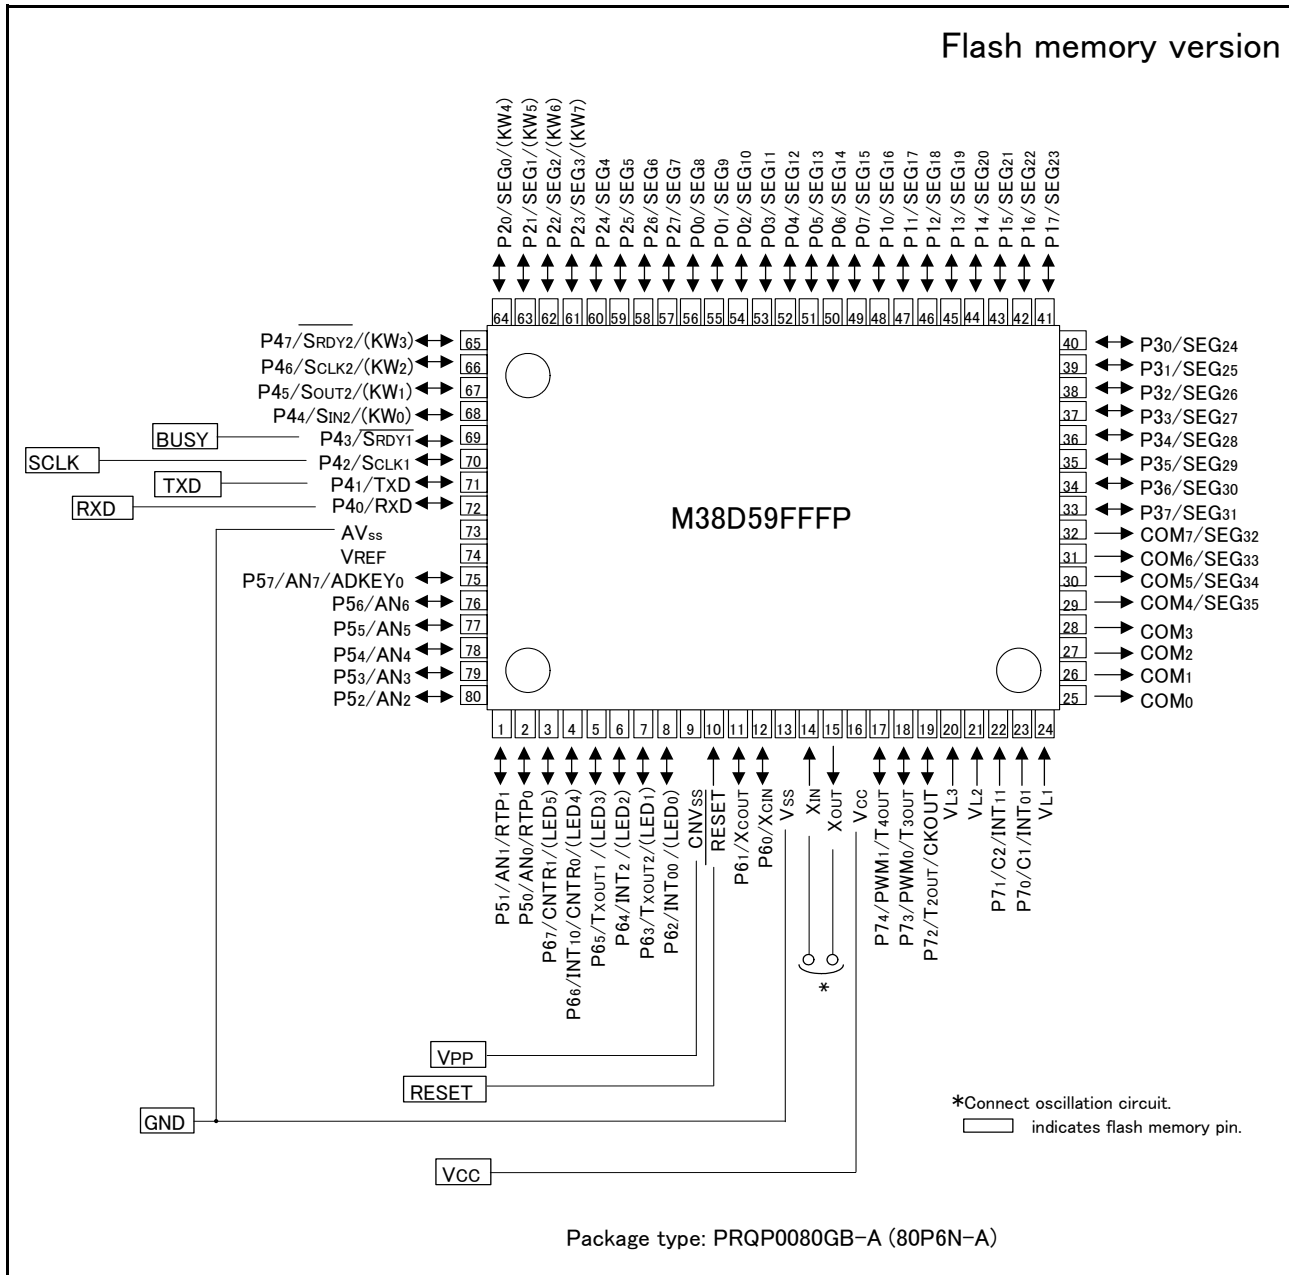 Flash memory version
P20/SEG0/(KW4)
P21/SEG1/(KW5)
P22/SEG2/(KW6)
P23/SEG3/(KW7)
P24/SEG4
P25/SEG5
P26/SEG6
P27/SEG7
P00/SEG8
P01/SEG9
P02/SEG10
P03/SEG11
P04/SEG12
P05/SEG13
P06/SEG14
P07/SEG15
P10/SEG16
P11/SEG17
P12/SEG18
P13/SEG19
P14/SEG20
P15/SEG21
P16/SEG22
P17/SEG23
64 63 62 61 60 59 58 57 56 55 54 53 52 51 50 49 48 47 46 45 44 43 42 41
P47/SRDY2/(KW3) 65
P46/SCLK2/(KW2) 66
P45/SOUT2/(KW1) 67
P44/SIN2/(KW0) 68
BUSY P43/SRDY1 69
SCLK P42/SCLK1 70
TXD P41/TXD 71
RXD P40/RXD 72
AVSS 73
VREF 74
P57/AN7/ADKEY0 75
P56/AN6 76
P55/AN5 77
P54/AN4 78
P53/AN3 79
P52/AN2 80
M38D59FFFP
40 P30/SEG24
39 P31/SEG25
38 P32/SEG26
37 P33/SEG27
36 P34/SEG28
35 P35/SEG29
34 P36/SEG30
33 P37/SEG31
32 COM7/SEG32
31 COM6/SEG33
30 COM5/SEG34
29 COM4/SEG35
28 COM3
27 COM2
26 COM1
25 COM0
1 2 3 4 5 6 7 8 9 10 11 12 13 14 15 16 17 18 19 20 21 22 23 24
P51/AN1/RTP1
P50/AN0/RTP0
P67/CNTR1/(LED5)
P66/INT10/CNTR0/(LED4)
P65/TXOUT1/(LED3)
P64/INT2/(LED2)
P63/TXOUT2/(LED1)
P62/INT00/(LED0)
CNVSS
RESET
P61/XCOUT
P60/XCIN
VSS
XIN
XOUT
VCC
P74/PWM1/T4OUT
P73/PWM0/T3OUT
P72/T2OUT/CKOUT
VL3
VL2
P71/C2/INT11
P70/C1/INT01
VL1
*
VPP
RESET
GND
VCC
*Connect oscillation circuit.
indicates flash memory pin.
Package type: PRQP0080GB-A (80P6N-A)